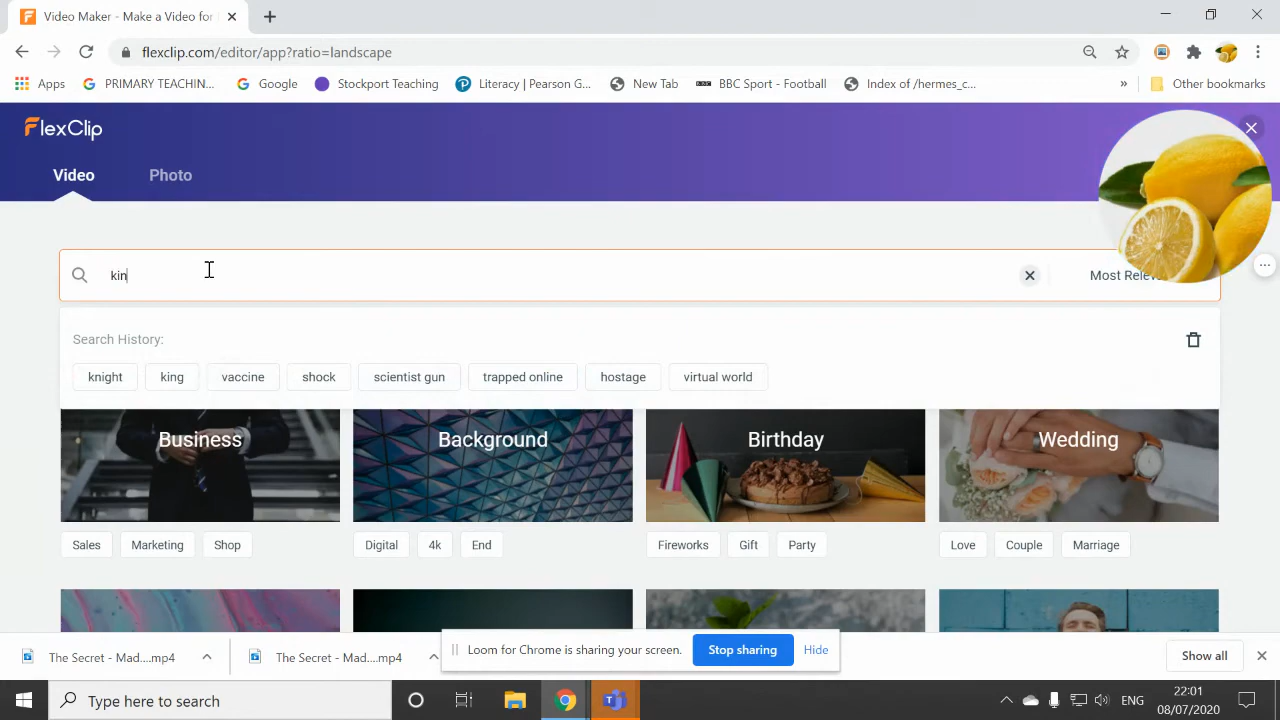 Video Maker - Make a Video for
flexclip.com/editor/app?ratio=landscape
Apps PRIMARY TEACHIN... Google Stockport Teaching Literacy | Pearson G... New Tab BBC Sport - Football Index of /hermes_c... » Other bookmarks
FlexClip
Video Photo
kin
Most Relev
Search History:
knight king vaccine shock scientist gun trapped online hostage virtual world
Business Background Birthday Wedding
Sales Marketing Shop Digital 4k End Fireworks Gift Party Love Couple Marriage
The Secret - Mad....mp4 The Secret - Mad....mp4 Loom for Chrome is sharing your screen. Stop sharing Hide Show all
Type here to search ENG 22:01
08/07/2020